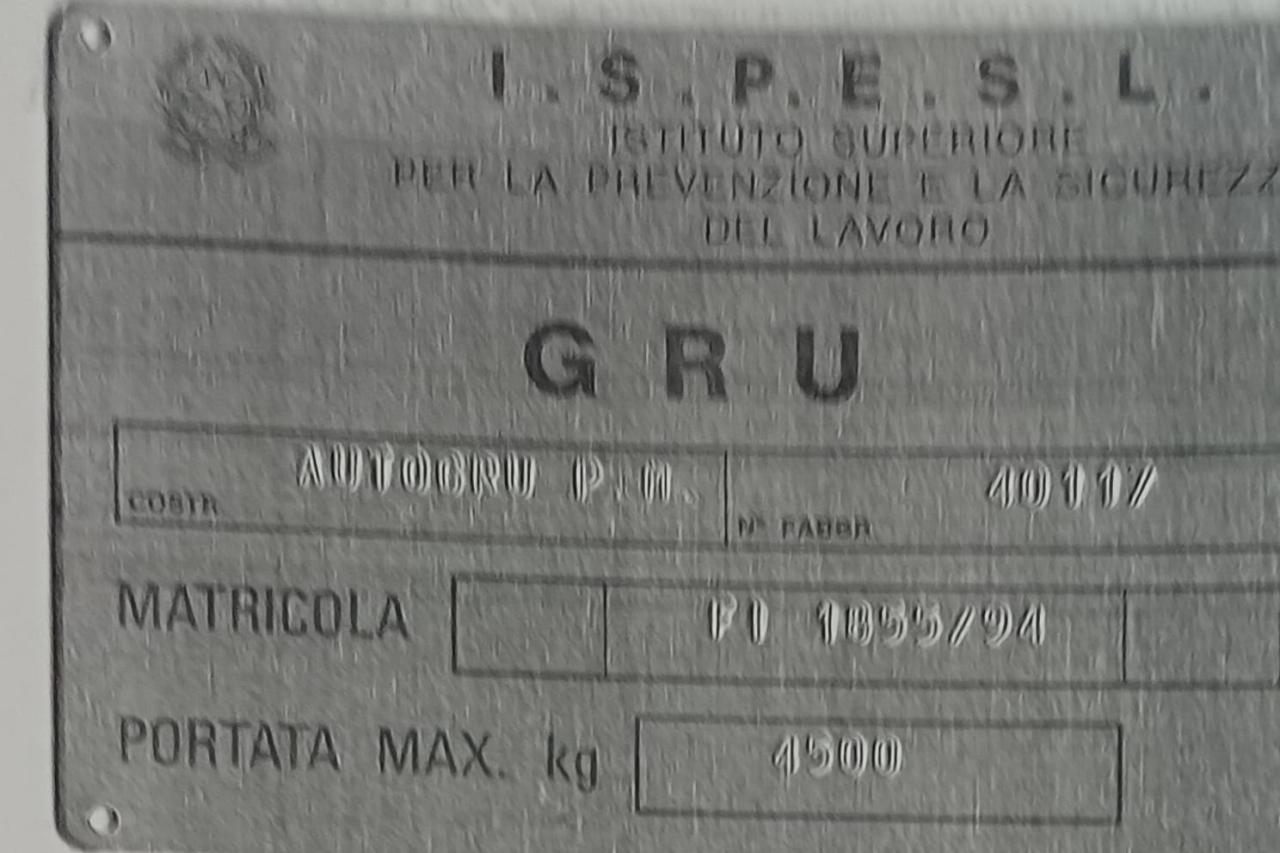 I.S.P.E.S.L.
ISTITUTO SUPERIORE
PER LA PREVENZIONE E LA SICUREZZ
DEL LAVORO
GRU
COSTR. AUTOGRU P.M. N° FABBR. 40117
MATRICOLA FI 1855/94
PORTATA MAX. kg 4500